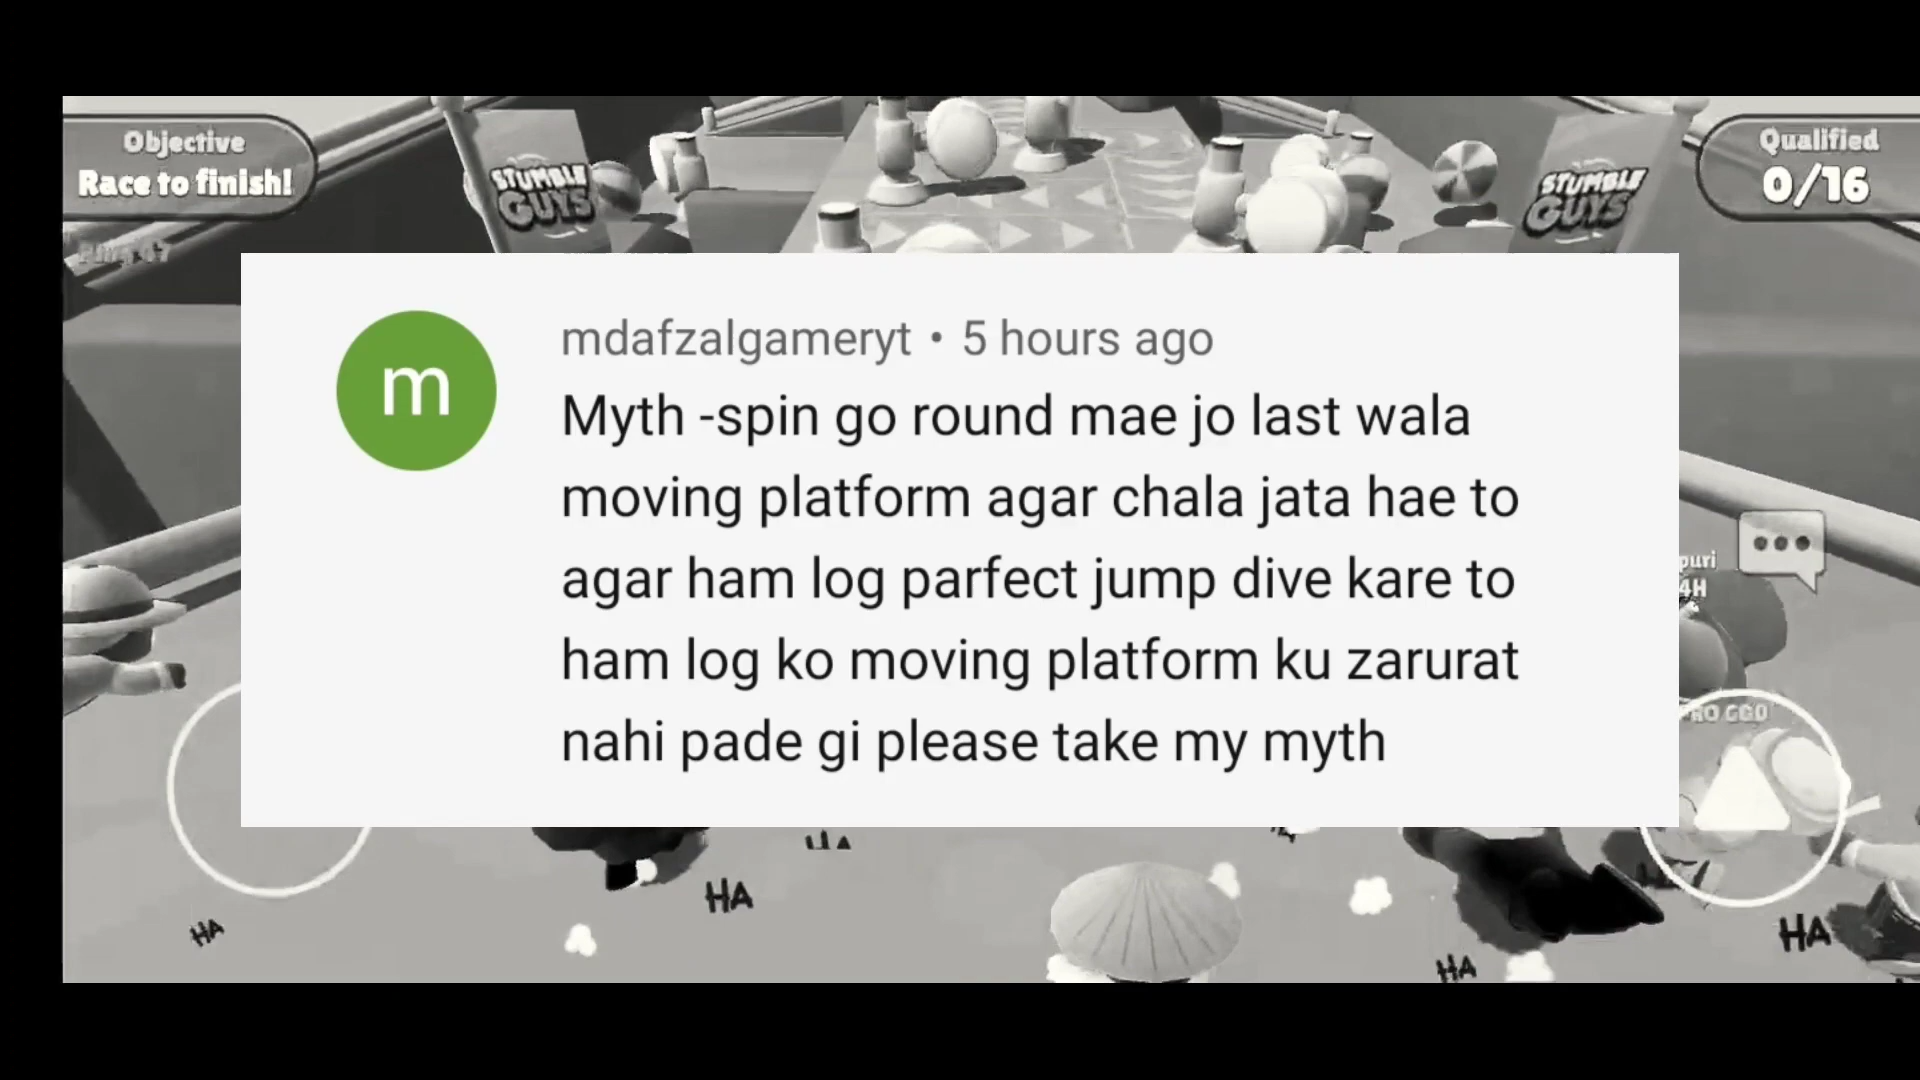 Objective
Race to finish!
STUMBLE
GUYS
STUMBLE
GUYS
Qualified
0/16
mdafzalgameryt • 5 hours ago
m
Myth -spin go round mae jo last wala
moving platform agar chala jata hae to
agar ham log parfect jump dive kare to
ham log ko moving platform ku zarurat
nahi pade gi please take my myth
puri
4H
HA
HA
HA
HA